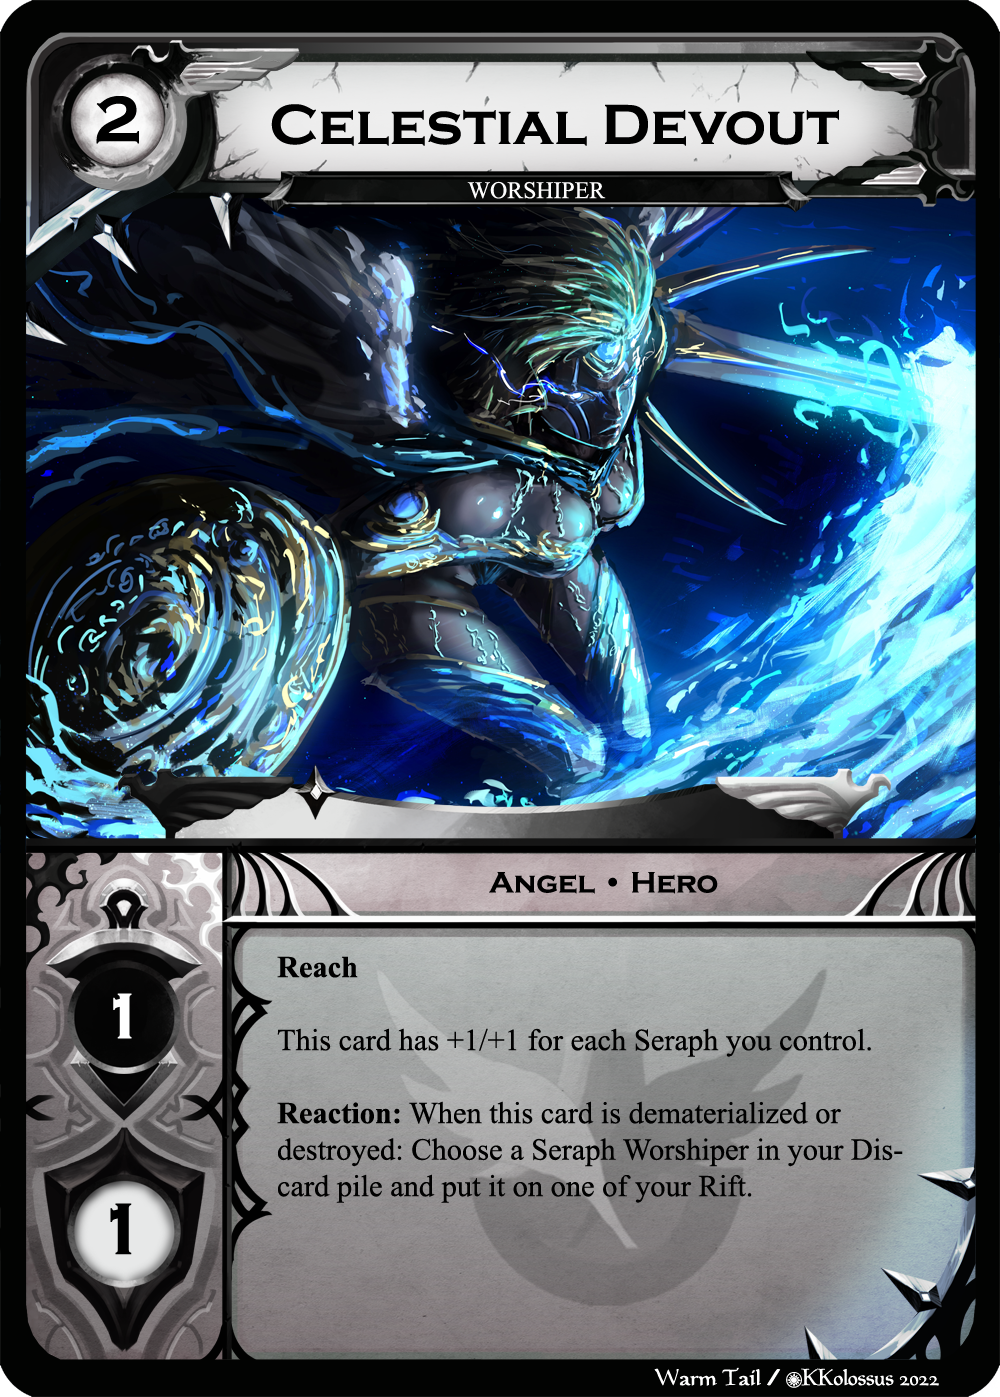 2
CELESTIAL DEVOUT
WORSHIPER
ANGEL • HERO
1
1
Reach
This card has +1/+1 for each Seraph you control.
Reaction: When this card is dematerialized or
destroyed: Choose a Seraph Worshiper in your Dis-
card pile and put it on one of your Rift.
Warm Tail / KKolossus 2022